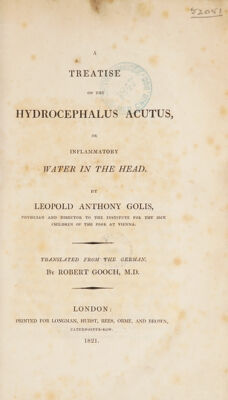 52051
A
TREATISE
ON THE
HYDROCEPHALUS ACUTUS,
OR
INFLAMMATORY
WATER IN THE HEAD.
BY
LEOPOLD ANTHONY GOLIS,
PHYSICIAN AND DIRECTOR TO THE INSTITUTE FOR THE SICK
CHILDREN OF THE POOR AT VIENNA.
TRANSLATED FROM THE GERMAN.
BY ROBERT GOOCH, M.D.
LONDON:
PRINTED FOR LONGMAN, HURST, REES, ORME, AND BROWN,
PATERNOSTER-ROW.
1821.